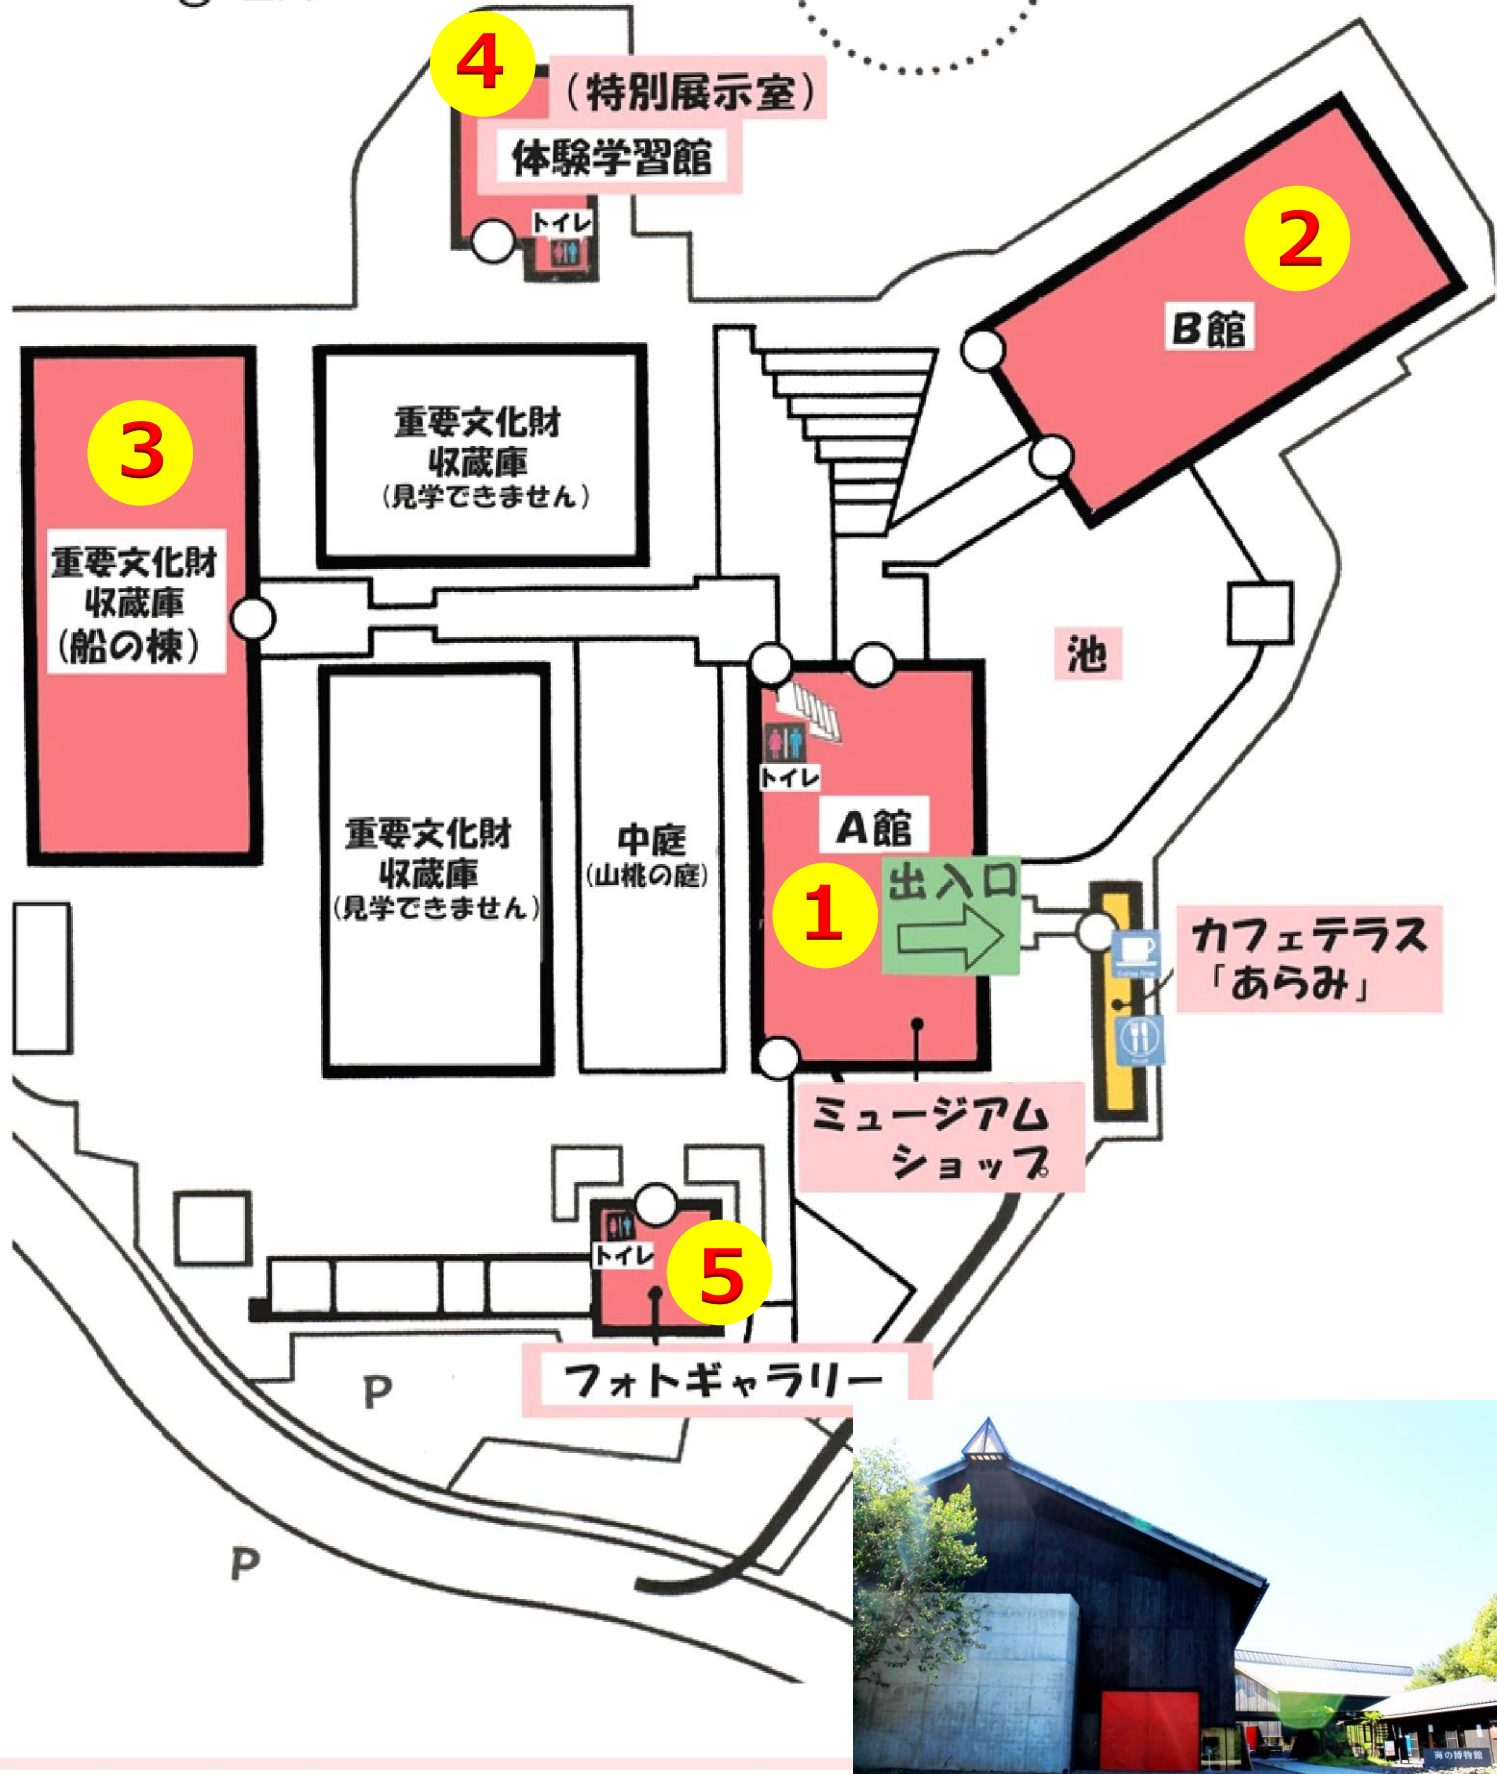 4
（特別展示室）
体験学習館
トイレ
2
B館
3
重要文化財
収蔵庫
(船の棟)
重要文化財
収蔵庫
(見学できません)
池
トイレ
A館
1
出入口
重要文化財
収蔵庫
(見学できません)
中庭
(山桃の庭)
カフェテラス
「あらみ」
ミュージアム
ショップ
トイレ
5
フォトギャラリー
P
P
海の博物館